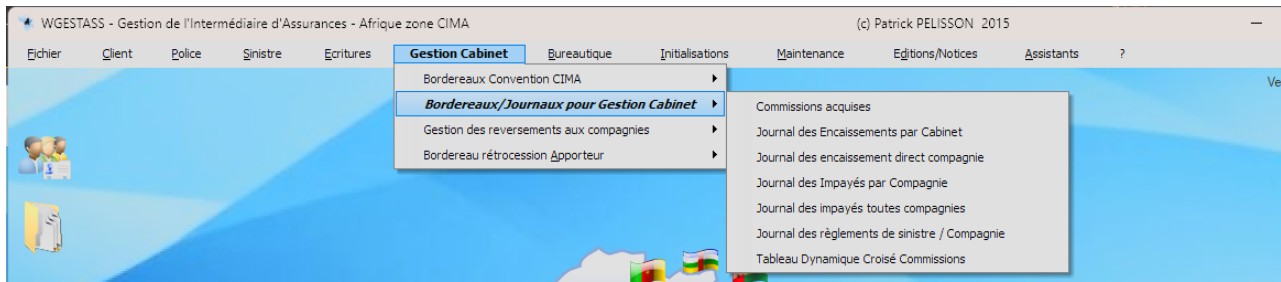 WGESTASS - Gestion de l'Intermédiaire d'Assurances - Afrique zone CIMA (c) Patrick PELISSON 2015
Fichier Client Police Sinistre Ecritures Gestion Cabinet Bureautique Initialisations Maintenance Editions/Notices Assistants ?
Ve
Bordereaux Convention CIMA
Bordereaux/Journaux pour Gestion Cabinet
Gestion des reversements aux compagnies
Bordereau rétrocession Apporteur
Commissions acquises
Journal des Encaissements par Cabinet
Journal des encaissement direct compagnie
Journal des Impayés par Compagnie
Journal des impayés toutes compagnies
Journal des règlements de sinistre / Compagnie
Tableau Dynamique Croisé Commissions